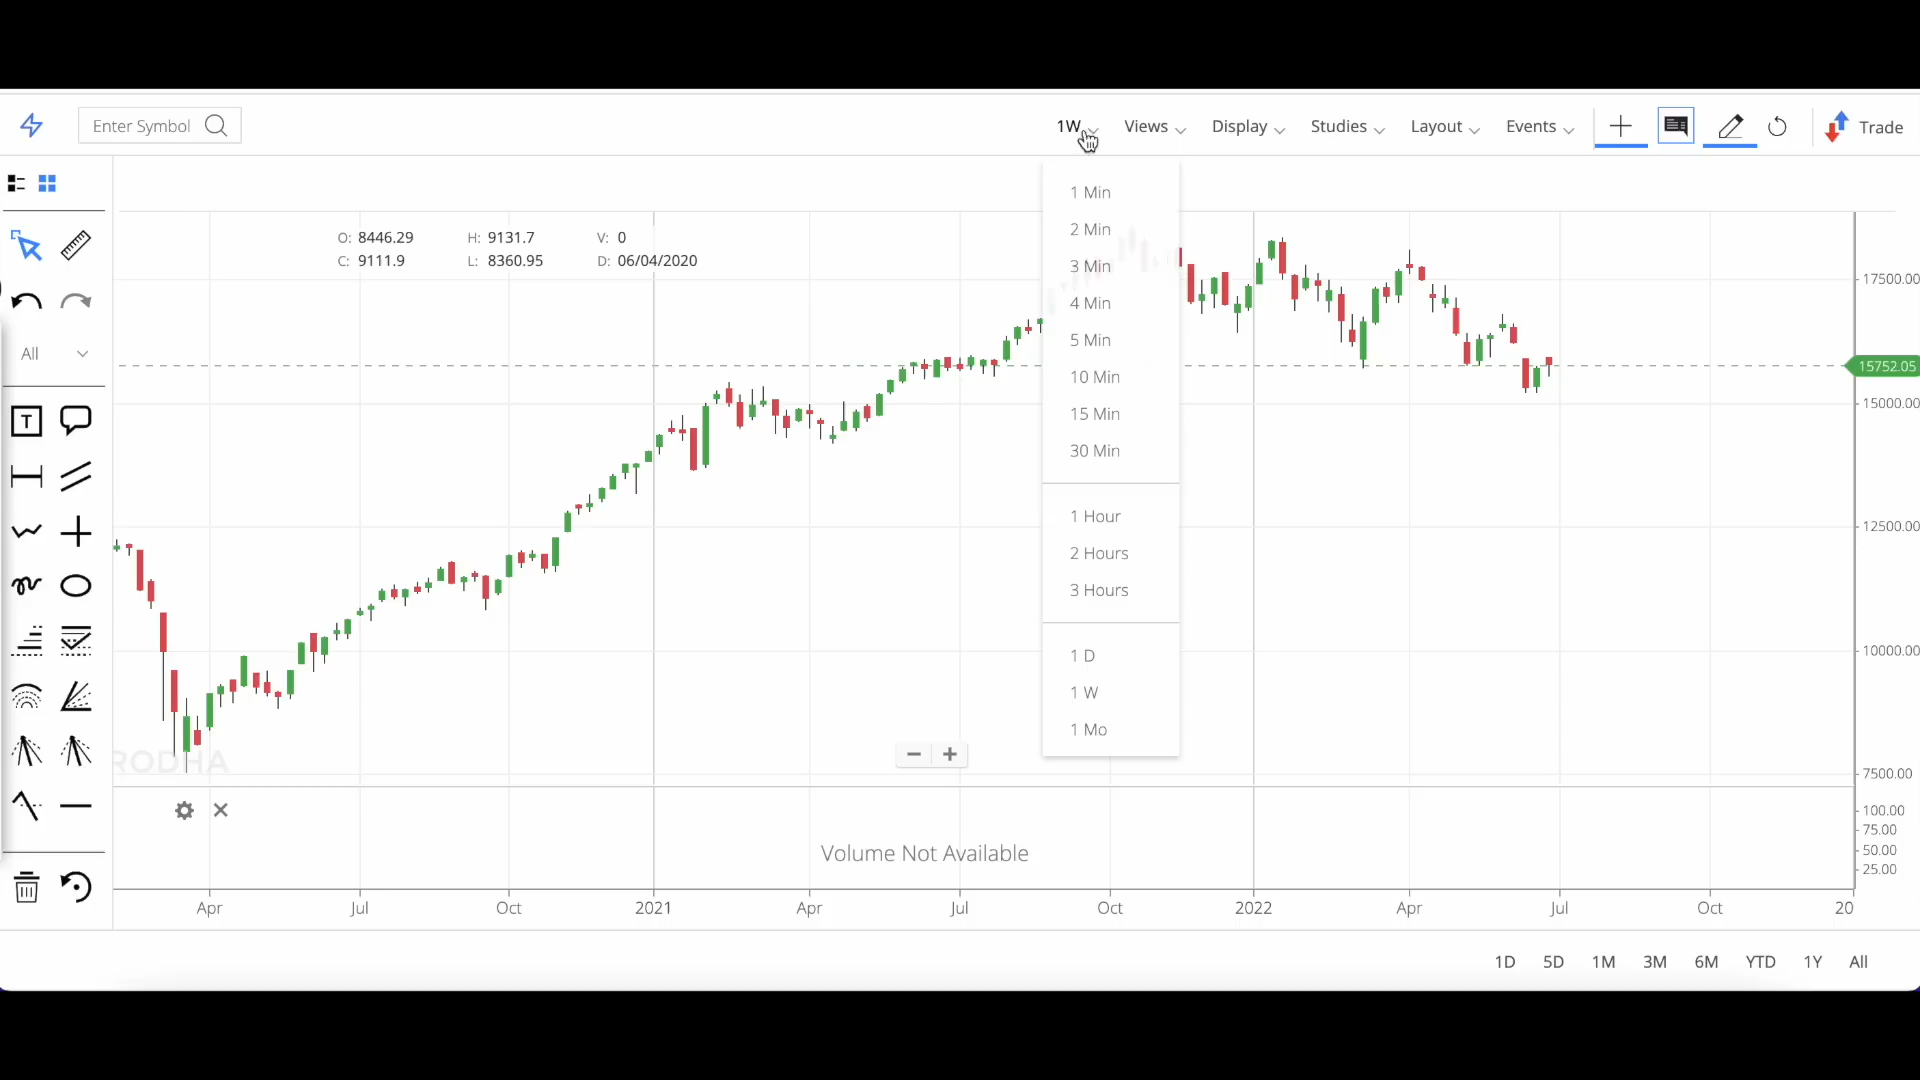 Enter Symbol
1W Views Display Studies Layout Events Trade
1 Min
2 Min
3 Min
4 Min
5 Min
10 Min
15 Min
30 Min
1 Hour
2 Hours
3 Hours
1 D
1 W
1 Mo
O: 8446.29 H: 9131.7 V: 0
C: 9111.9 L: 8360.95 D: 06/04/2020
All
T
17500.00
15752.05
15000.00
12500.00
10000.00
7500.00
RODHA
100.00
75.00
50.00
25.00
Volume Not Available
Apr Jul Oct 2021 Apr Jul Oct 2022 Apr Jul Oct 20
1D 5D 1M 3M 6M YTD 1Y All